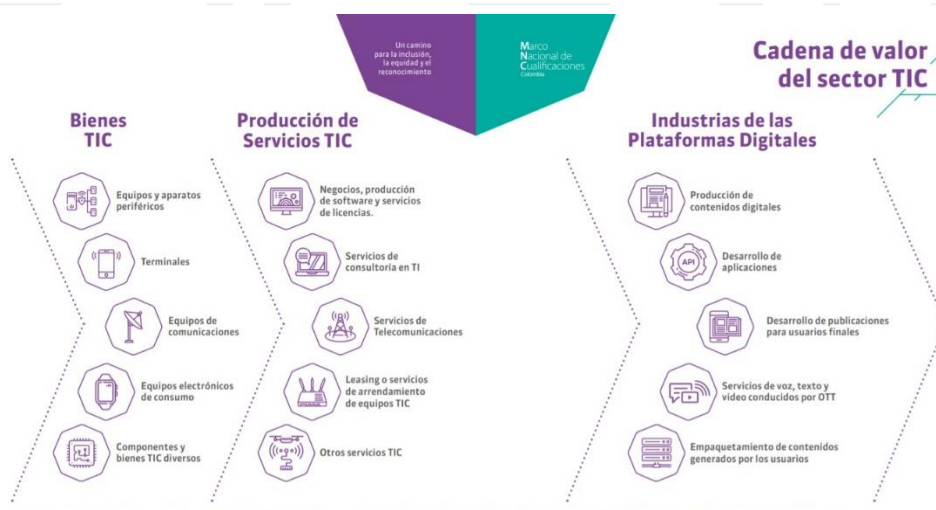 Un camino
para la inclusión,
la equidad y el
reconocimiento
Marco
Nacional de
Cualificaciones
Colombia
Cadena de valor
del sector TIC
Bienes
TIC
Equipos y aparatos
periféricos
Terminales
Equipos de
comunicaciones
Equipos electrónicos
de consumo
Componentes y
bienes TIC diversos
Producción de
Servicios TIC
Negocios, producción
de software y servicios
de licencias.
Servicios de
consultoría en TI
Servicios de
Telecomunicaciones
Leasing o servicios
de arrendamiento
de equipos TIC
Otros servicios TIC
Industrias de las
Plataformas Digitales
Producción de
contenidos digitales
API
Desarrollo de
aplicaciones
Desarrollo de publicaciones
para usuarios finales
Servicios de voz, texto y
video conducidos por OTT
Empaquetamiento de contenidos
generados por los usuarios